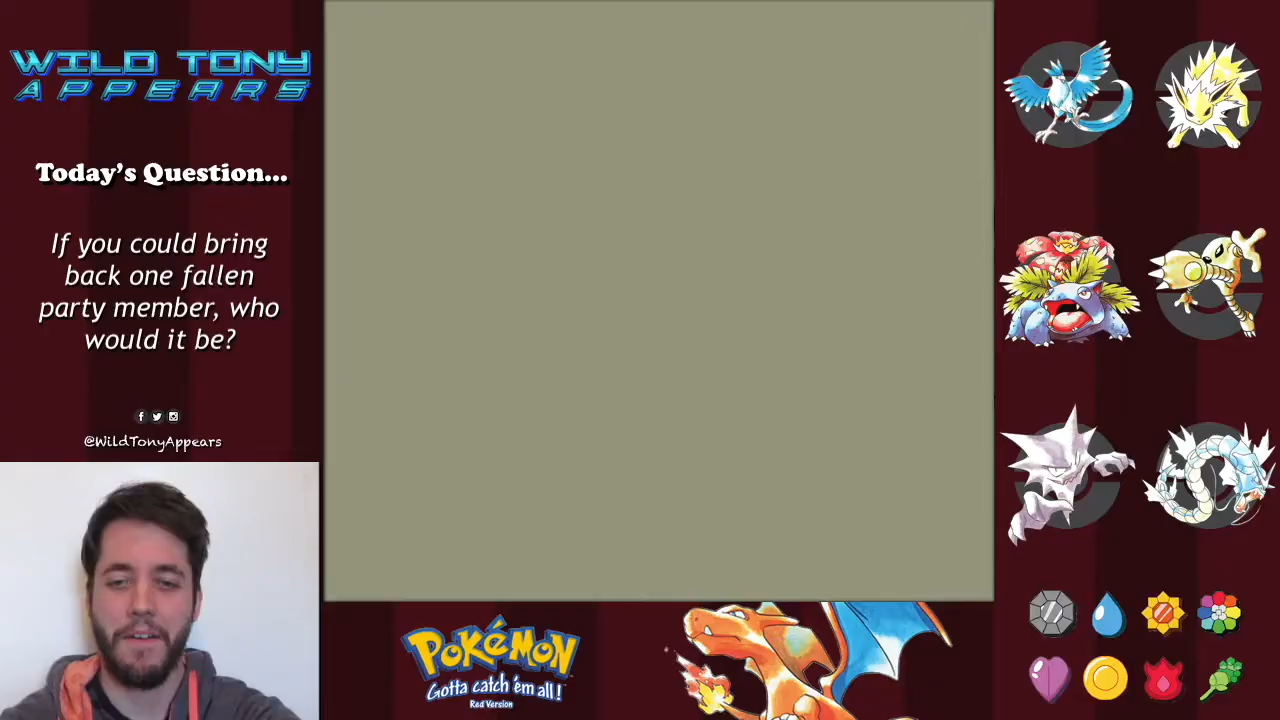 WILD TONY
APPEARS
Today's Question...
If you could bring
back one fallen
party member, who
would it be?
@WildTonyAppears
POKéMON
Gotta catch 'em all!
Red Version